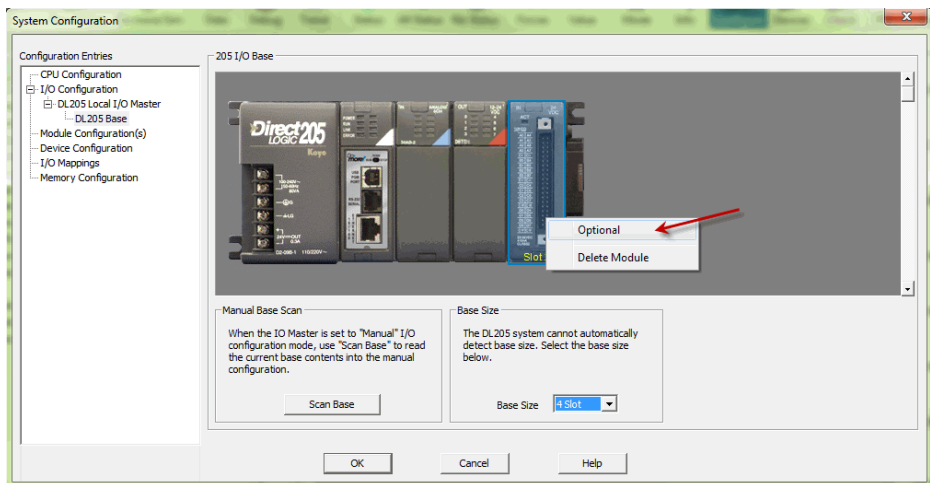 System Configuration
Configuration Entries
CPU Configuration
I/O Configuration
DL205 Local I/O Master
DL205 Base
Module Configuration(s)
Device Configuration
I/O Mappings
Memory Configuration
205 I/O Base
Direct
LOGIC 205
Koyo
Slot
Optional
Delete Module
Manual Base Scan
When the IO Master is set to "Manual" I/O
configuration mode, use "Scan Base" to read
the current base contents into the manual
configuration.
Scan Base
Base Size
The DL205 system cannot automatically
detect base size. Select the base size
below.
Base Size 4 Slot
OK
Cancel
Help